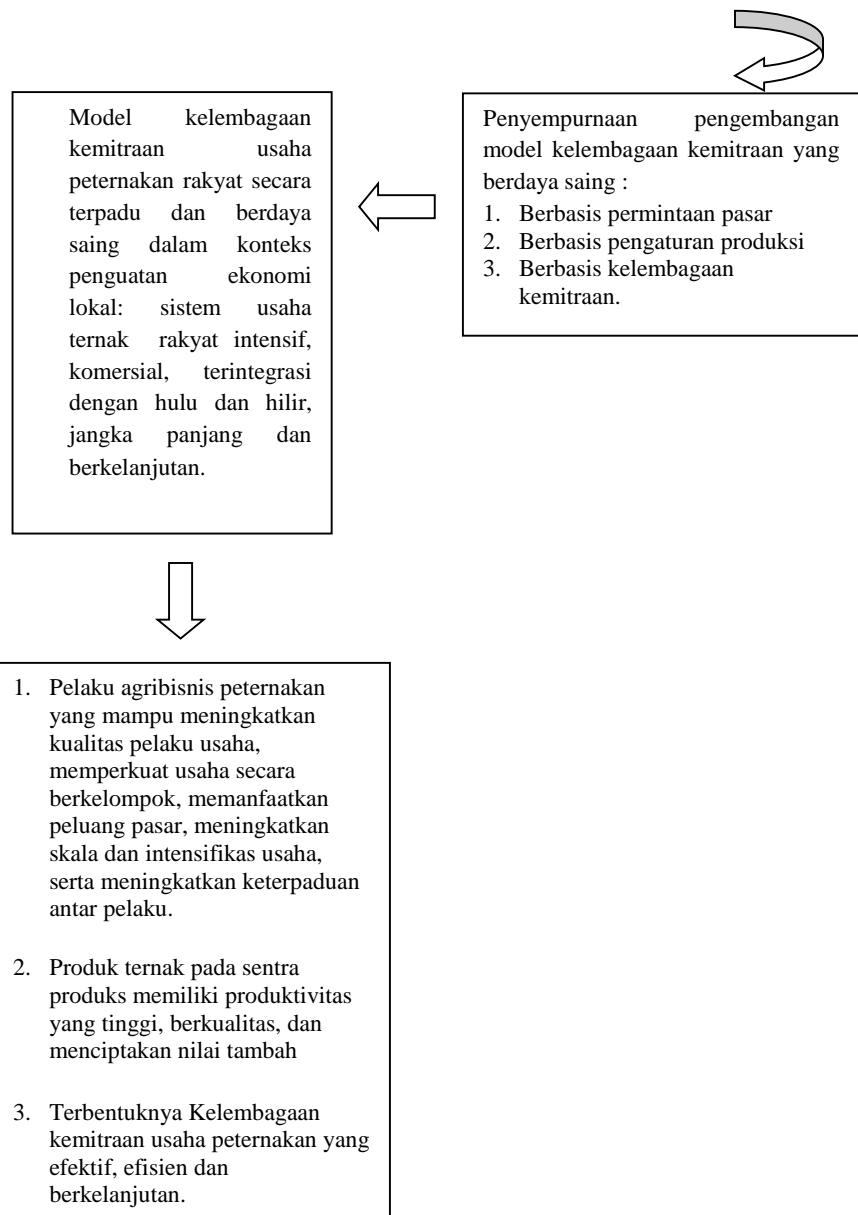 Model kelembagaan
kemitraan usaha
peternakan rakyat secara
terpadu dan berdaya
saing dalam konteks
penguatan ekonomi
lokal: sistem usaha
ternak rakyat intensif,
komersial, terintegrasi
dengan hulu dan hilir,
jangka panjang dan
berkelanjutan.
Penyempurnaan pengembangan
model kelembagaan kemitraan yang
berdaya saing :
1. Berbasis permintaan pasar
2. Berbasis pengaturan produksi
3. Berbasis kelembagaan
kemitraan.
1. Pelaku agribisnis peternakan
yang mampu meningkatkan
kualitas pelaku usaha,
memperkuat usaha secara
berkelompok, memanfaatkan
peluang pasar, meningkatkan
skala dan intensifikas usaha,
serta meningkatkan keterpaduan
antar pelaku.
2. Produk ternak pada sentra
produks memiliki produktivitas
yang tinggi, berkualitas, dan
menciptakan nilai tambah
3. Terbentuknya Kelembagaan
kemitraan usaha peternakan yang
efektif, efisien dan
berkelanjutan.